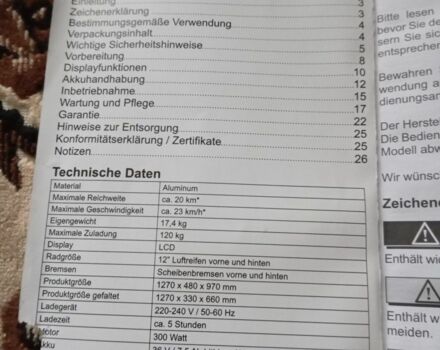 Einleitung 3
Zeichenerklärung 3
Bestimmungsgemäße Verwendung 4
Verpackungsinhalt 4
Wichtige Sicherheitshinweise 5
Vorbereitung 8
Displayfunktionen 10
Akkuhandhabung 12
Inbetriebnahme 15
Wartung und Pflege 17
Garantie 22
Hinweise zur Entsorgung 25
Konformitätserklärung / Zertifikate 25
Notizen 26
Technische Daten
Material Aluminum
Maximale Reichweite ca. 20 km*
Maximale Geschwindigkeit ca. 23 km/h*
Eigengewicht 17,4 kg
Maximale Zuladung 120 kg
Display LCD
Radgröße 12" Luftreifen vorne und hinten
Bremsen Scheibenbremsen vorne und hinten
Produktgröße 1270 x 480 x 970 mm
Produktgröße gefaltet 1270 x 330 x 660 mm
Ladegerät 220-240 V / 50-60 Hz
Ladezeit ca. 5 Stunden
Motor 300 Watt
Akku
Bitte lesen
bevor Sie de
sern Sie sic
entsprechen
Bewahren
wendung a
dienungsan
Der Herste
Die Bedien
Modell abw
Wir wünsc
Zeichen
Enthält wic
Enthält w